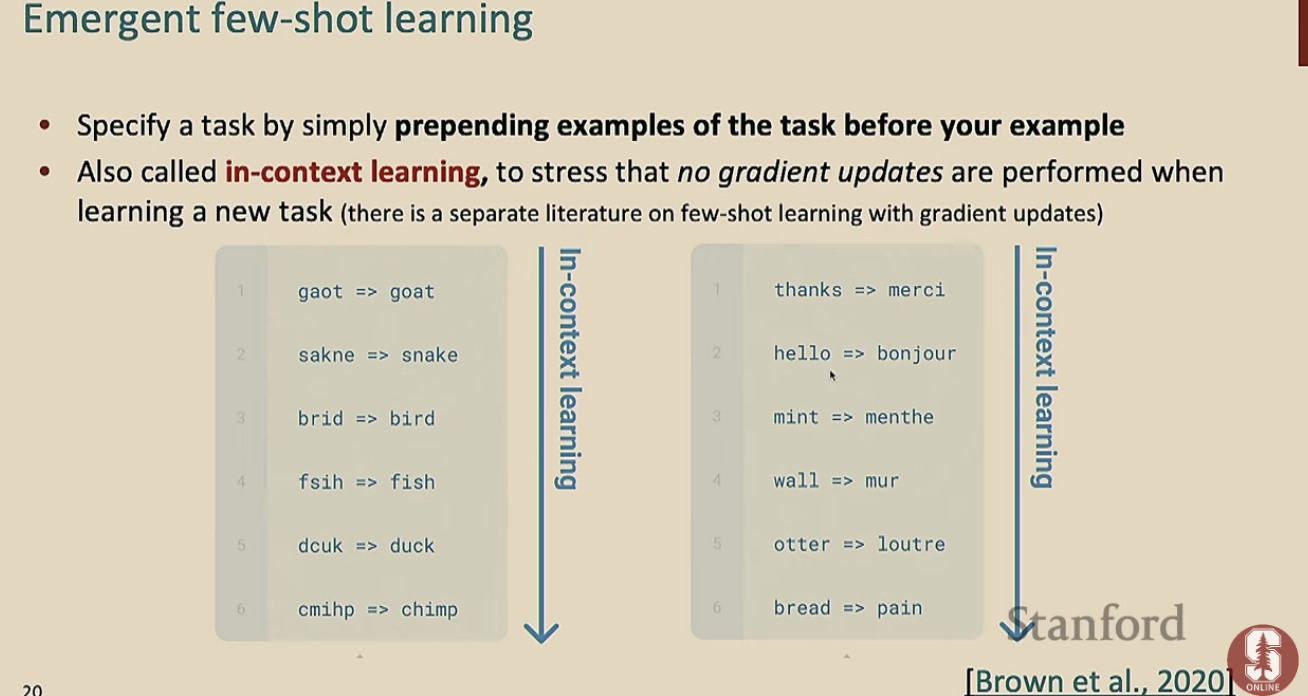 Emergent few-shot learning
• Specify a task by simply prepending examples of the task before your example
• Also called in-context learning, to stress that no gradient updates are performed when
learning a new task (there is a separate literature on few-shot learning with gradient updates)
1 gaot => goat
2 sakne => snake
3 brid => bird
4 fsih => fish
5 dcuk => duck
6 cmihp => chimp
In-context learning
1 thanks => merci
2 hello => bonjour
3 mint => menthe
4 wall => mur
5 otter => loutre
6 bread => pain
In-context learning
Stanford
S
ONLINE
[Brown et al., 2020]
20